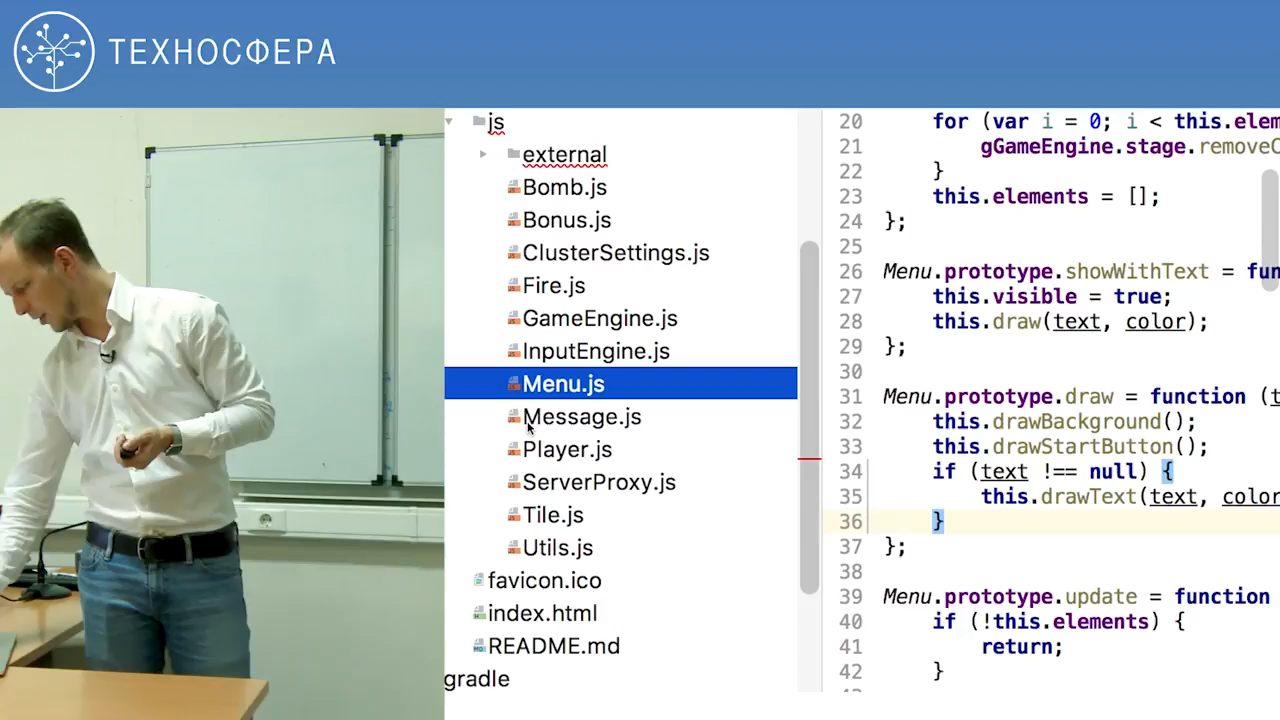 ТЕХНОСФЕРА
js
external
Bomb.js
Bonus.js
ClusterSettings.js
Fire.js
GameEngine.js
InputEngine.js
Menu.js
Message.js
Player.js
ServerProxy.js
Tile.js
Utils.js
favicon.ico
index.html
README.md
gradle
20 for (var i = 0; i < this.elem
21 gGameEngine.stage.removeC
22 }
23 this.elements = [];
24 };
25
26 Menu.prototype.showWithText = fun
27 this.visible = true;
28 this.draw(text, color);
29 };
30
31 Menu.prototype.draw = function (t
32 this.drawBackground();
33 this.drawStartButton();
34 if (text !== null) {
35 this.drawText(text, color
36 }
37 };
38
39 Menu.prototype.update = function
40 if (!this.elements) {
41 return;
42 }